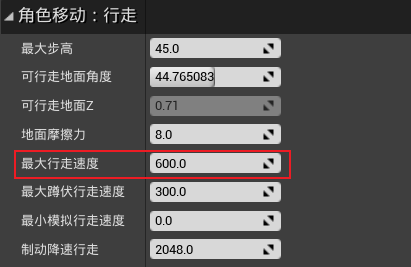 角色移动：行走
最大步高 45.0
可行走地面角度 44.765083
可行走地面Z 0.71
地面摩擦力 8.0
最大行走速度 600.0
最大蹲伏行走速度 300.0
最小模拟行走速度 0.0
制动降速行走 2048.0